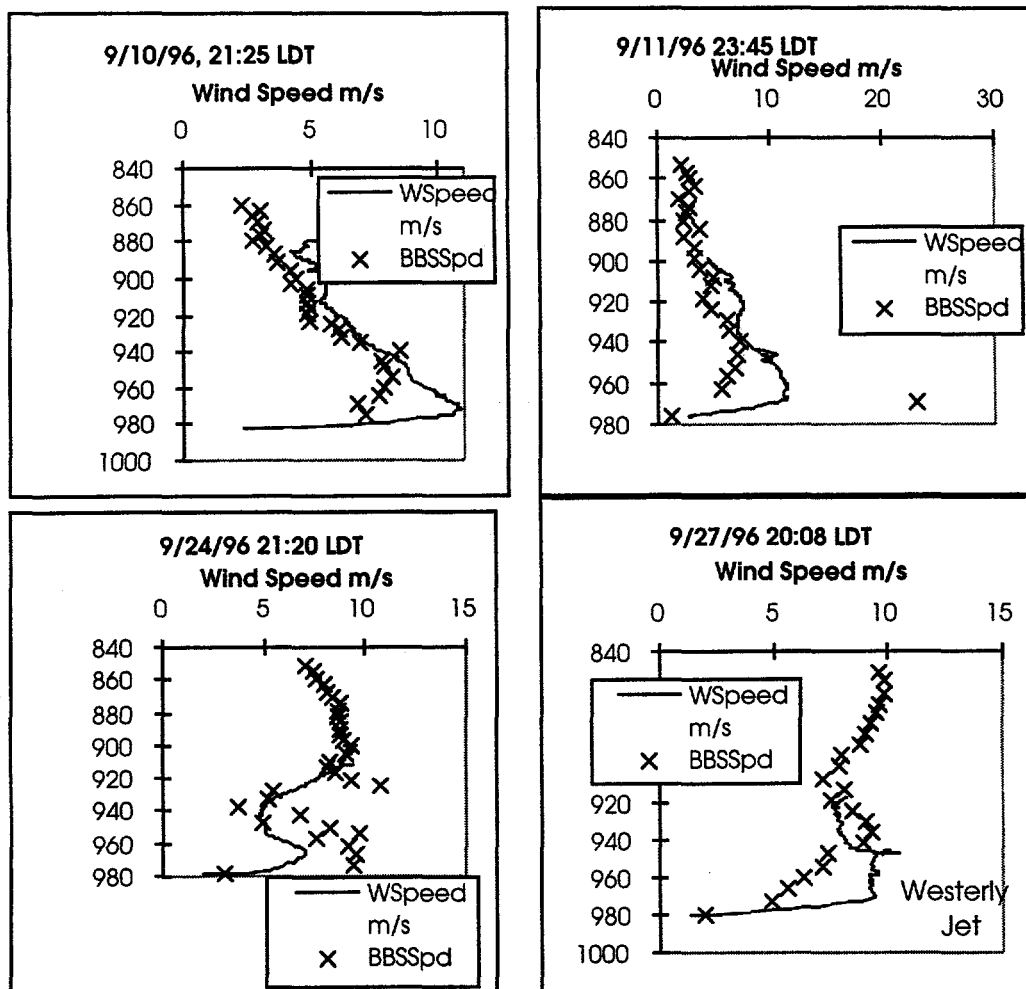 9/10/96, 21:25 LDT
Wind Speed m/s
0 5 10
840
860
880
900
920
940
960
980
1000
WSpeed
m/s
BBSSpd
9/11/96 23:45 LDT
Wind Speed m/s
0 10 20 30
840
860
880
900
920
940
960
980
WSpeed
m/s
BBSSpd
9/24/96 21:20 LDT
Wind Speed m/s
0 5 10 15
840
860
880
900
920
940
960
980
WSpeed
m/s
BBSSpd
9/27/96 20:08 LDT
Wind Speed m/s
0 5 10 15
840
920
940
960
980
1000
WSpeed
m/s
BBSSpd
Westerly
Jet